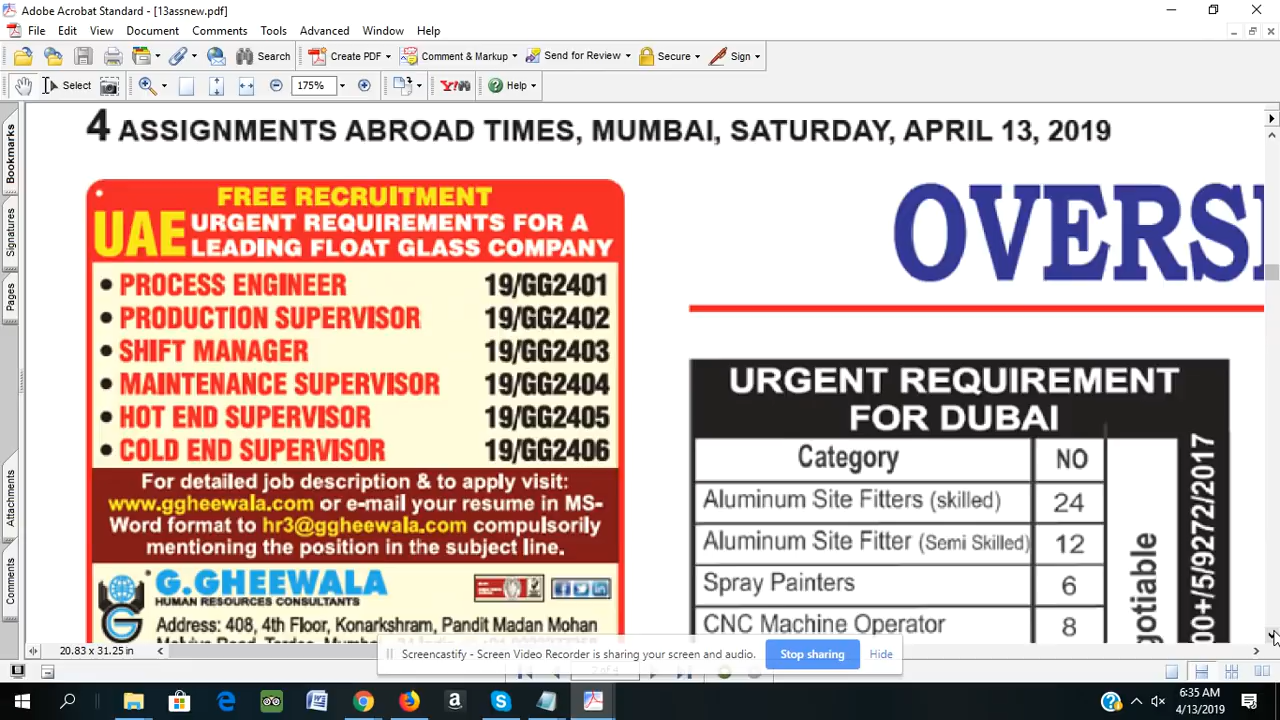 Adobe Acrobat Standard - [13assnew.pdf]
File Edit View Document Comments Tools Advanced Window Help
Search Create PDF Comment & Markup Send for Review Secure Sign
Select 175% Y! Help
Bookmarks
Signatures
Pages
Attachments
Comments
4 ASSIGNMENTS ABROAD TIMES, MUMBAI, SATURDAY, APRIL 13, 2019
FREE RECRUITMENT
UAE URGENT REQUIREMENTS FOR A
LEADING FLOAT GLASS COMPANY
• PROCESS ENGINEER 19/GG2401
• PRODUCTION SUPERVISOR 19/GG2402
• SHIFT MANAGER 19/GG2403
• MAINTENANCE SUPERVISOR 19/GG2404
• HOT END SUPERVISOR 19/GG2405
• COLD END SUPERVISOR 19/GG2406
For detailed job description & to apply visit:
www.ggheewala.com or e-mail your resume in MS-
Word format to hr3@ggheewala.com compulsorily
mentioning the position in the subject line.
G.GHEEWALA
HUMAN RESOURCES CONSULTANTS
Address: 408, 4th Floor, Konarkshram, Pandit Madan Mohan
OVERS
URGENT REQUIREMENT
FOR DUBAI
Category NO
Aluminum Site Fitters (skilled) 24
Aluminum Site Fitter (Semi Skilled) 12
Spray Painters 6
CNC Machine Operator 8
gotiable
00+/5/9272/2017
20.83 x 31.25 in
Screencastify - Screen Video Recorder is sharing your screen and audio. Stop sharing Hide
6:35 AM
4/13/2019